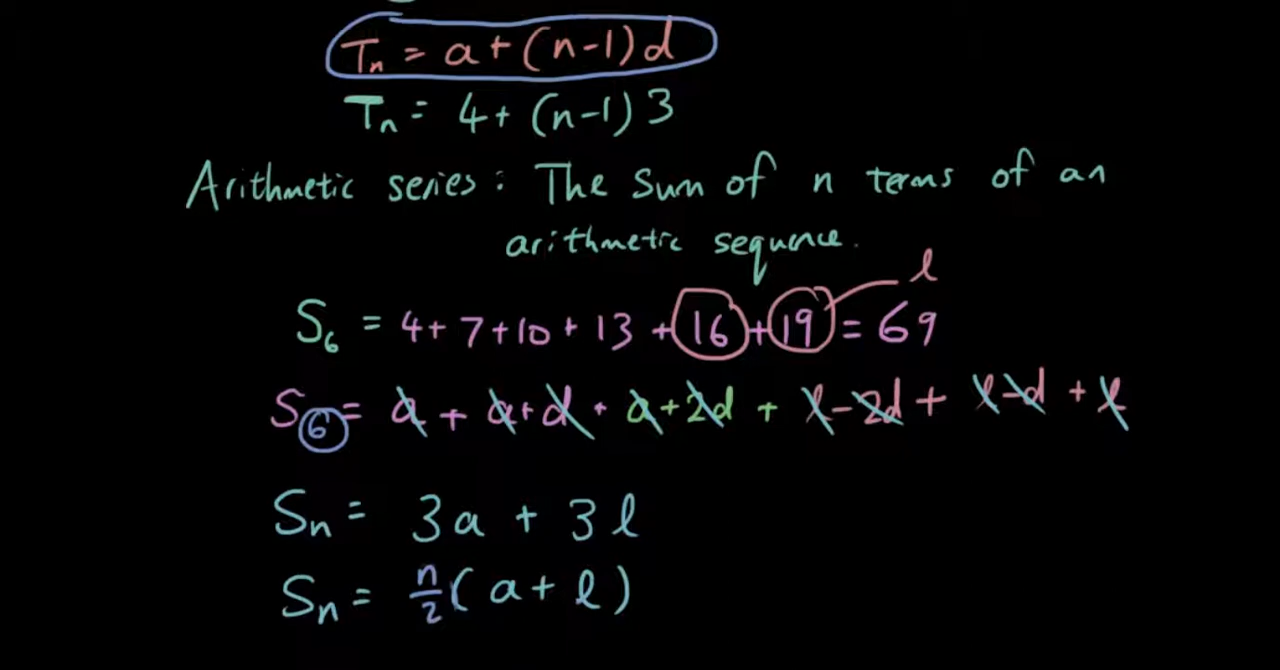 Tn = a + (n-1)d
Tn = 4 + (n-1)3
Arithmetic series: The sum of n terms of an
arithmetic sequence.
l
S6 = 4+7+10+13+16+19=69
S6 = a + a+d + a+2d + l-2d + l-d + l
Sn = 3a + 3l
Sn = n/2(a+l)